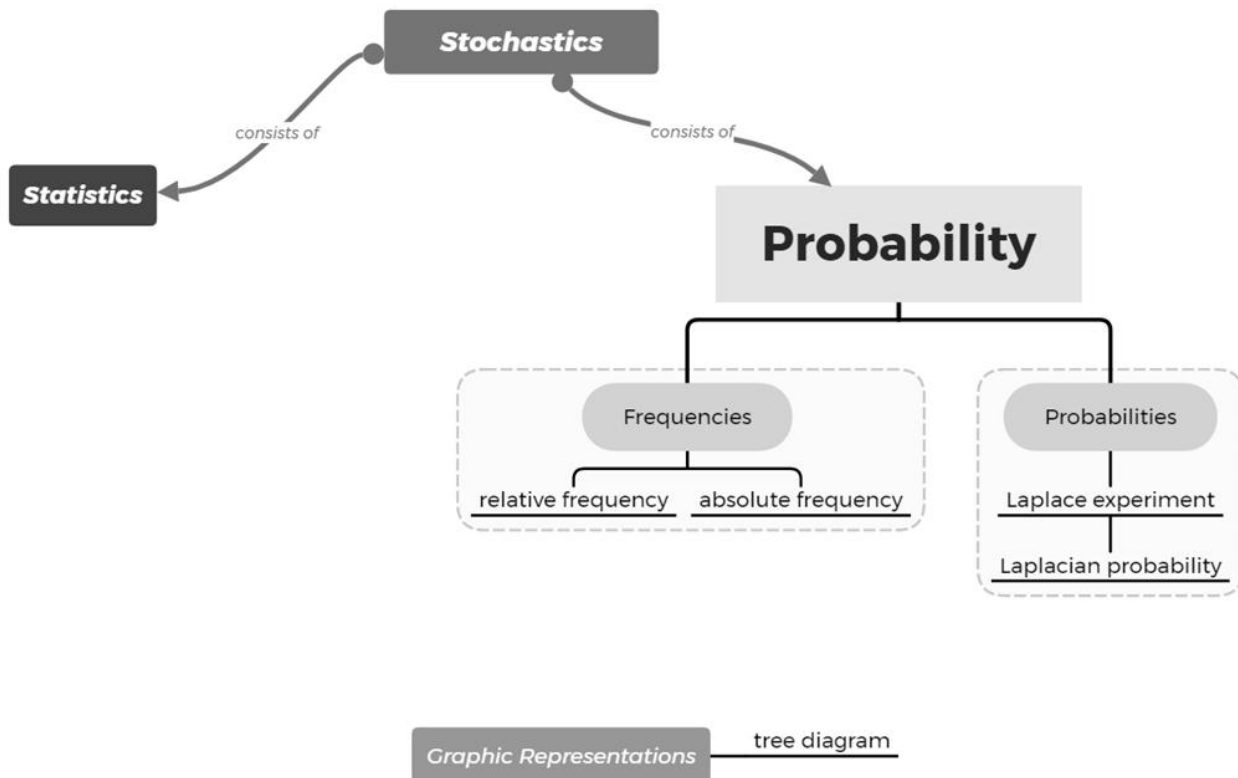 Stochastics
consists of
consists of
Statistics
Probability
Frequencies
Probabilities
relative frequency
absolute frequency
Laplace experiment
Laplacian probability
Graphic Representations
tree diagram